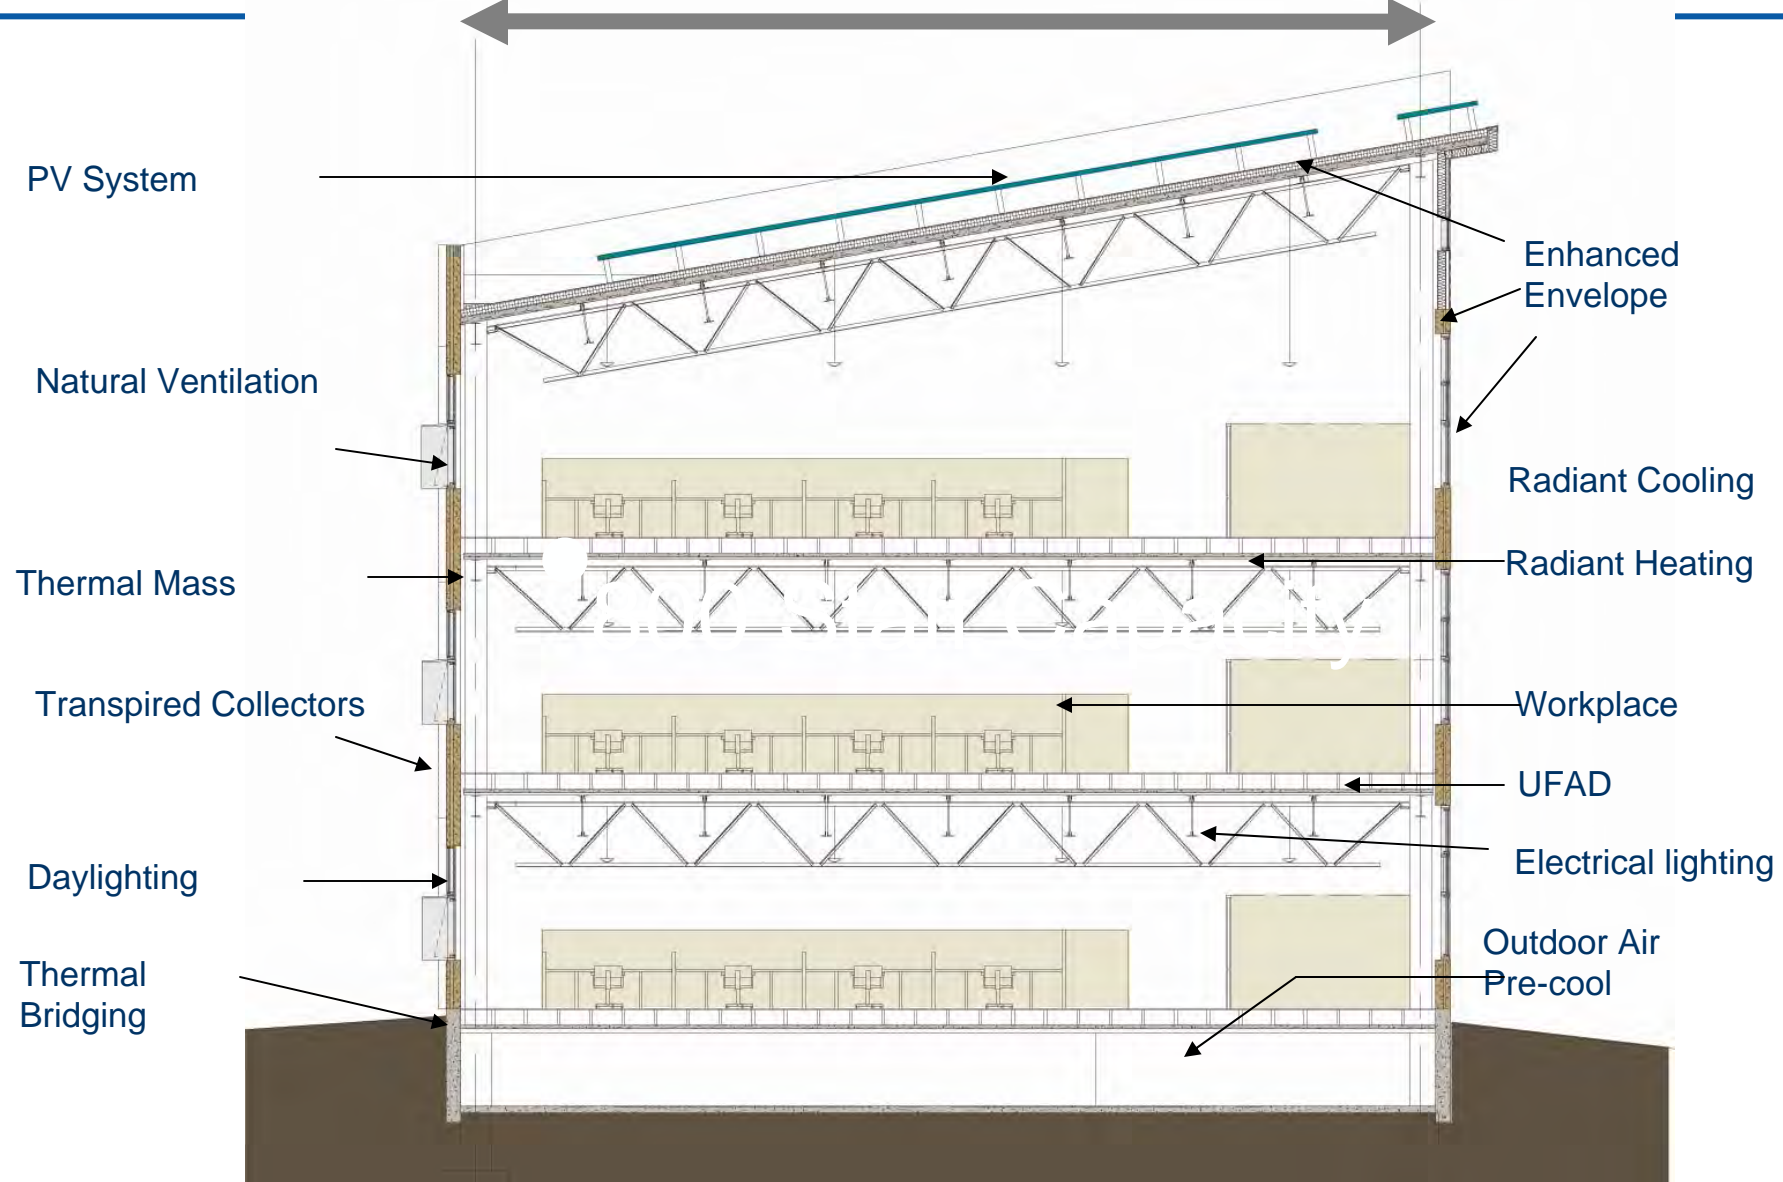 PV System
Enhanced
Envelope
Natural Ventilation
Radiant Cooling
Radiant Heating
Thermal Mass
Transpired Collectors
Workplace
UFAD
Electrical lighting
Daylighting
Outdoor Air
Pre-cool
Thermal
Bridging